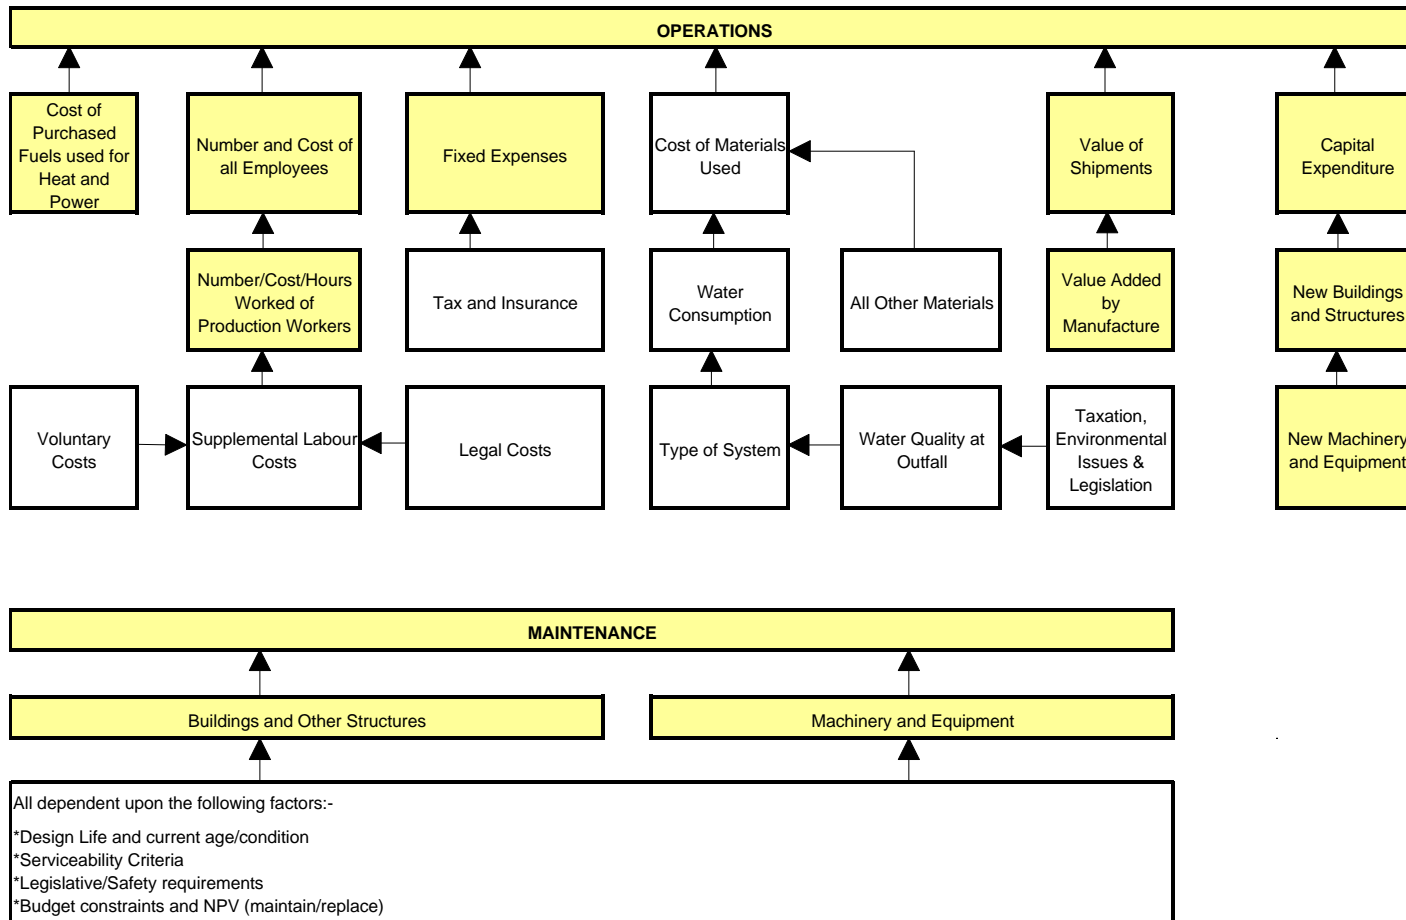 OPERATIONS
Cost of
Purchased
Fuels used for
Heat and
Power
Number and Cost of
all Employees
Fixed Expenses
Cost of Materials
Used
Value of
Shipments
Capital
Expenditure
Number/Cost/Hours
Worked of
Production Workers
Tax and Insurance
Water
Consumption
All Other Materials
Value Added
by
Manufacture
New Buildings
and Structures
Voluntary
Costs
Supplemental Labour
Costs
Legal Costs
Type of System
Water Quality at
Outfall
Taxation,
Environmental
Issues &
Legislation
New Machinery
and Equipment
MAINTENANCE
Buildings and Other Structures
Machinery and Equipment
All dependent upon the following factors:-
*Design Life and current age/condition
*Serviceability Criteria
*Legislative/Safety requirements
*Budget constraints and NPV (maintain/replace)